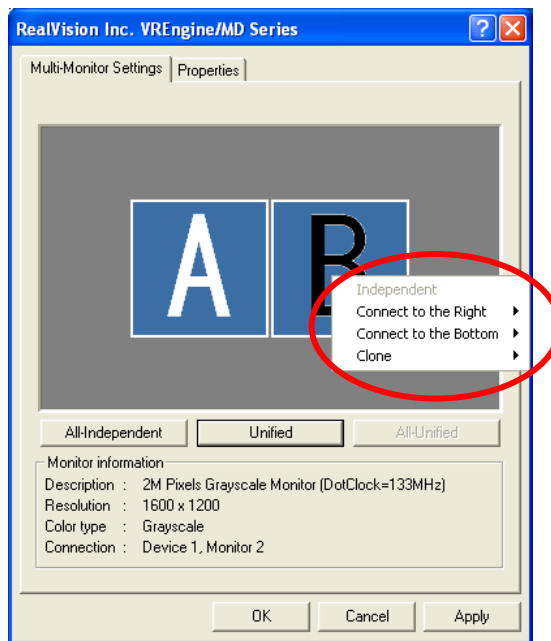 RealVision Inc. VREngine/MD Series
Multi-Monitor Settings Properties
A B
Independent
Connect to the Right
Connect to the Bottom
Clone
All-Independent Unified All-Unified
Monitor information
Description : 2M Pixels Grayscale Monitor (DotClock=133MHz)
Resolution : 1600 x 1200
Color type : Grayscale
Connection : Device 1, Monitor 2
OK Cancel Apply